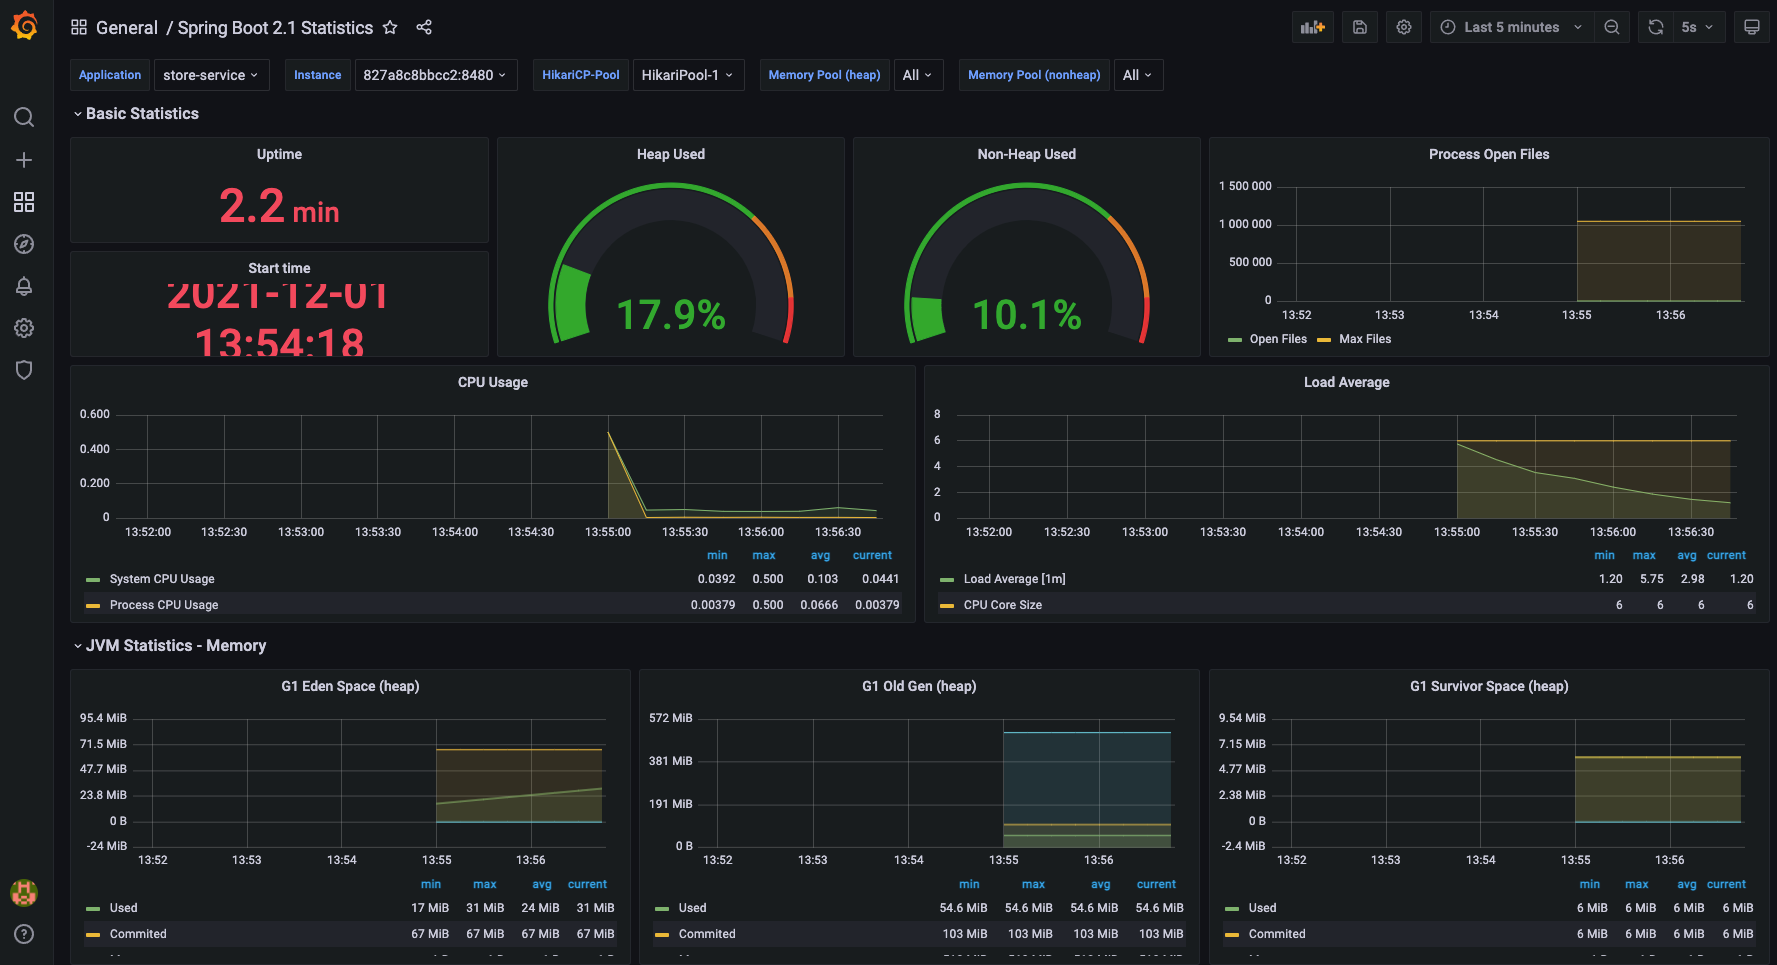 General / Spring Boot 2.1 Statistics
Last 5 minutes
5s
Application store-service Instance 827a8c8bbcc2:8480 HikariCP-Pool HikariPool-1 Memory Pool (heap) All Memory Pool (nonheap) All
Basic Statistics
Uptime
2.2 min
Start time
2021-12-01
13:54:18
Heap Used
17.9%
Non-Heap Used
10.1%
Process Open Files
1 500 000
1 000 000
500 000
0
13:52 13:53 13:54 13:55 13:56
Open Files Max Files
CPU Usage
0.600
0.400
0.200
0
13:52:00 13:52:30 13:53:00 13:53:30 13:54:00 13:54:30 13:55:00 13:55:30 13:56:00 13:56:30
min max avg current
System CPU Usage 0.0392 0.500 0.103 0.0441
Process CPU Usage 0.00379 0.500 0.0666 0.00379
Load Average
8
6
4
2
0
13:52:00 13:52:30 13:53:00 13:53:30 13:54:00 13:54:30 13:55:00 13:55:30 13:56:00 13:56:30
min max avg current
Load Average [1m] 1.20 5.75 2.98 1.20
CPU Core Size 6 6 6 6
JVM Statistics - Memory
G1 Eden Space (heap)
95.4 MiB
71.5 MiB
47.7 MiB
23.8 MiB
0 B
-24 MiB
13:52 13:53 13:54 13:55 13:56
min max avg current
Used 17 MiB 31 MiB 24 MiB 31 MiB
Commited 67 MiB 67 MiB 67 MiB 67 MiB
G1 Old Gen (heap)
572 MiB
381 MiB
191 MiB
0 B
13:52 13:53 13:54 13:55 13:56
min max avg current
Used 54.6 MiB 54.6 MiB 54.6 MiB 54.6 MiB
Commited 103 MiB 103 MiB 103 MiB 103 MiB
G1 Survivor Space (heap)
9.54 MiB
7.15 MiB
4.77 MiB
2.38 MiB
0 B
-2.4 MiB
13:52 13:53 13:54 13:55 13:56
min max avg current
Used 6 MiB 6 MiB 6 MiB 6 MiB
Commited 6 MiB 6 MiB 6 MiB 6 MiB